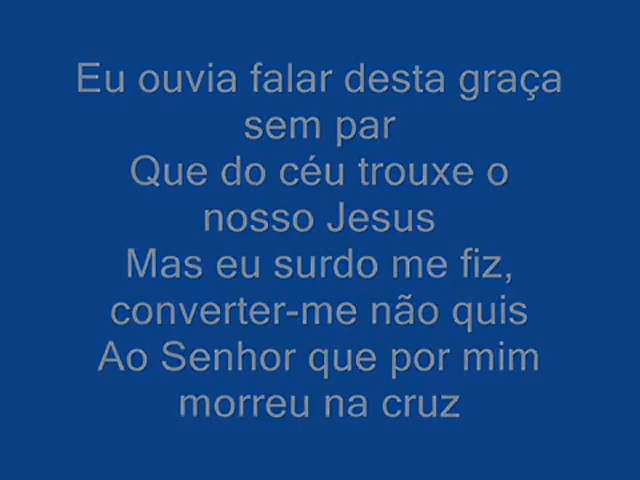 Eu ouvia falar desta graça
sem par
Que do céu trouxe o
nosso Jesus
Mas eu surdo me fiz,
converter-me não quis
Ao Senhor que por mim
morreu na cruz